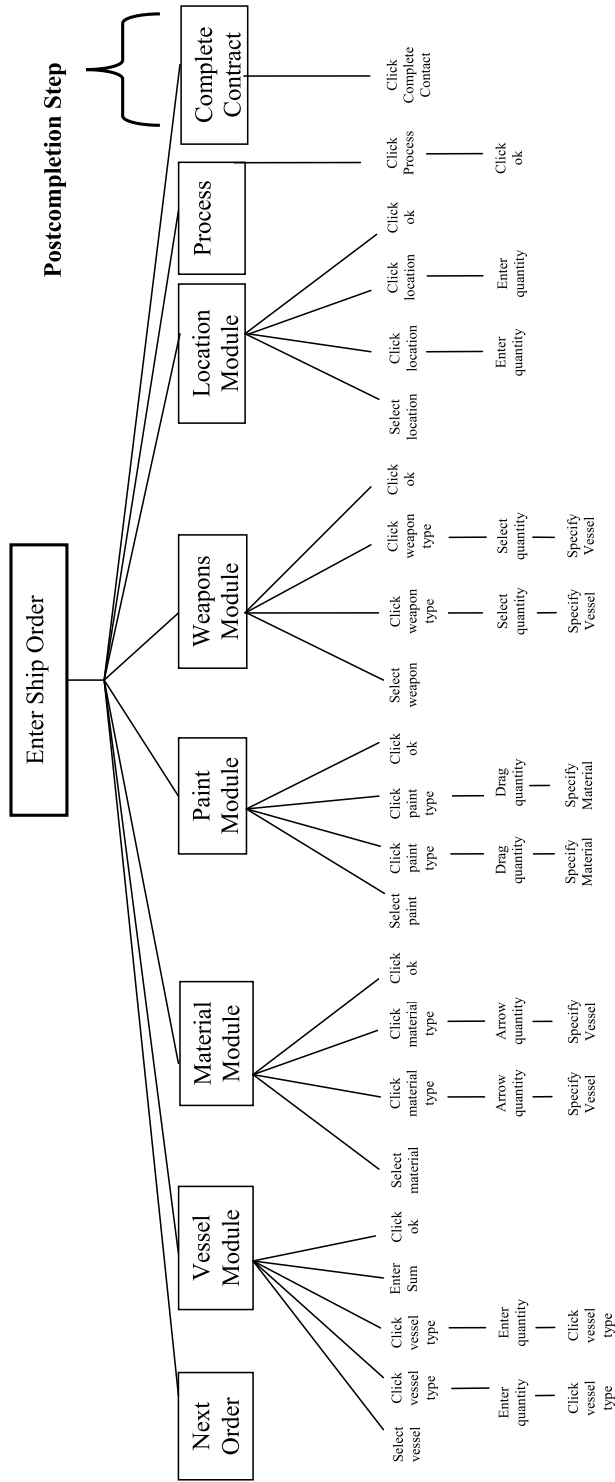 Enter Ship Order
Postcompletion Step
Next
Order
Vessel
Module
Material
Module
Paint
Module
Weapons
Module
Location
Module
Process
Complete
Contract
Select
vessel
Click
vessel
type
Click
vessel
type
Enter
Sum
Click
ok
Select
material
Click
material
type
Click
material
type
Click
ok
Select
paint
Click
paint
type
Click
paint
type
Click
ok
Select
weapon
Click
weapon
type
Click
weapon
type
Click
ok
Select
location
Click
location
Click
location
Click
ok
Click
Process
Click
Complete
Contact
Enter
quantity
Enter
quantity
Arrow
quantity
Arrow
quantity
Drag
quantity
Drag
quantity
Select
quantity
Select
quantity
Enter
quantity
Enter
quantity
Click
ok
Click
vessel
type
Click
vessel
type
Specify
Vessel
Specify
Vessel
Specify
Material
Specify
Material
Specify
Vessel
Specify
Vessel